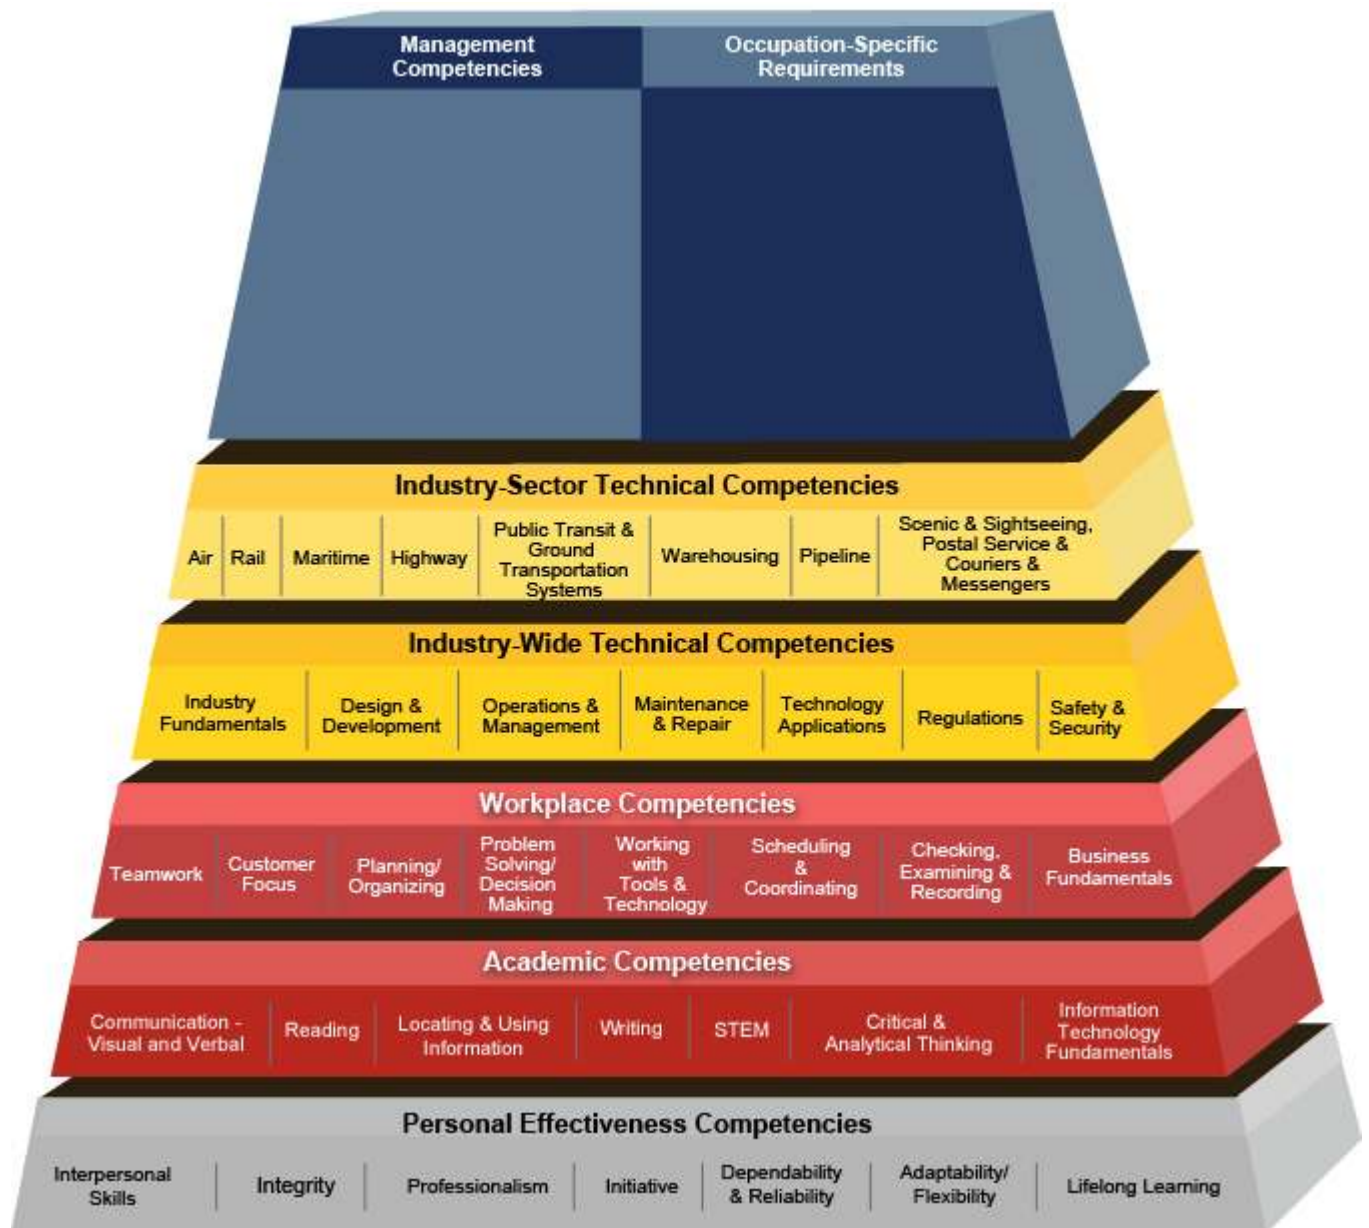 Management
Competencies
Occupation-Specific
Requirements
Industry-Sector Technical Competencies
Air
Rail
Maritime
Highway
Public Transit &
Ground
Transportation
Systems
Warehousing
Pipeline
Scenic & Sightseeing,
Postal Service &
Couriers &
Messengers
Industry-Wide Technical Competencies
Industry
Fundamentals
Design &
Development
Operations &
Management
Maintenance
& Repair
Technology
Applications
Regulations
Safety &
Security
Workplace Competencies
Teamwork
Customer
Focus
Planning/
Organizing
Problem
Solving/
Decision
Making
Working
with
Tools &
Technology
Scheduling
&
Coordinating
Checking,
Examining &
Recording
Business
Fundamentals
Academic Competencies
Communication -
Visual and Verbal
Reading
Locating & Using
Information
Writing
STEM
Critical &
Analytical Thinking
Information
Technology
Fundamentals
Personal Effectiveness Competencies
Interpersonal
Skills
Integrity
Professionalism
Initiative
Dependability
& Reliability
Adaptability/
Flexibility
Lifelong Learning